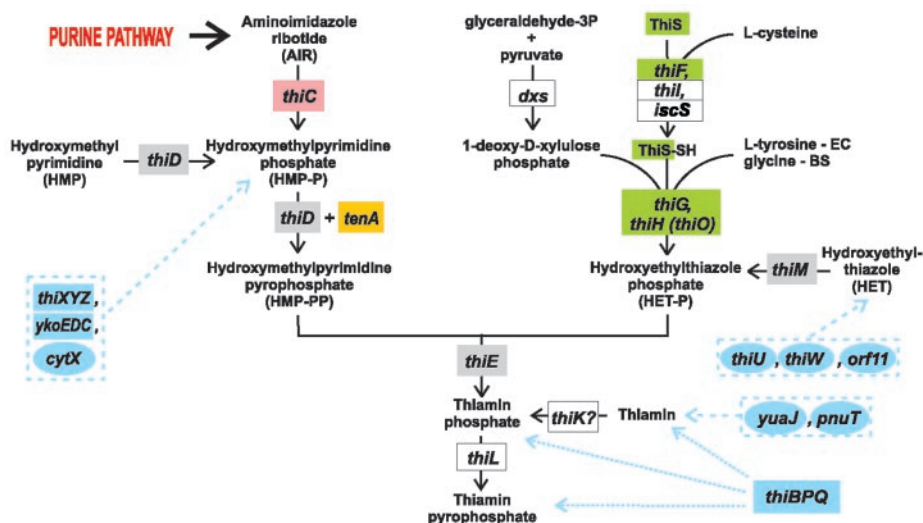 PURINE PATHWAY
Aminoimidazole
ribotide
(AIR)
glyceraldehyde-3P
+
pyruvate
ThiS
L-cysteine
thiC
dxs
thiF,
thiI,
iscS
Hydroxymethyl
pyrimidine
(HMP)
thiD
Hydroxymethylpyrimidine
phosphate
(HMP-P)
1-deoxy-D-xylulose
phosphate
ThiS-SH
L-tyrosine - EC
glycine - BS
thiD + tenA
thiG,
thiH (thiO)
Hydroxymethylpyrimidine
pyrophosphate
(HMP-PP)
Hydroxyethylthiazole
phosphate
(HET-P)
thiM
Hydroxyethyl-
thiazole
(HET)
thiXYZ ,
ykoEDC,
cytX
thiE
thiU , thiW , orf11
Thiamin
phosphate
thiK?
Thiamin
yuaJ , pnuT
thiL
thiBPQ
Thiamin
pyrophosphate